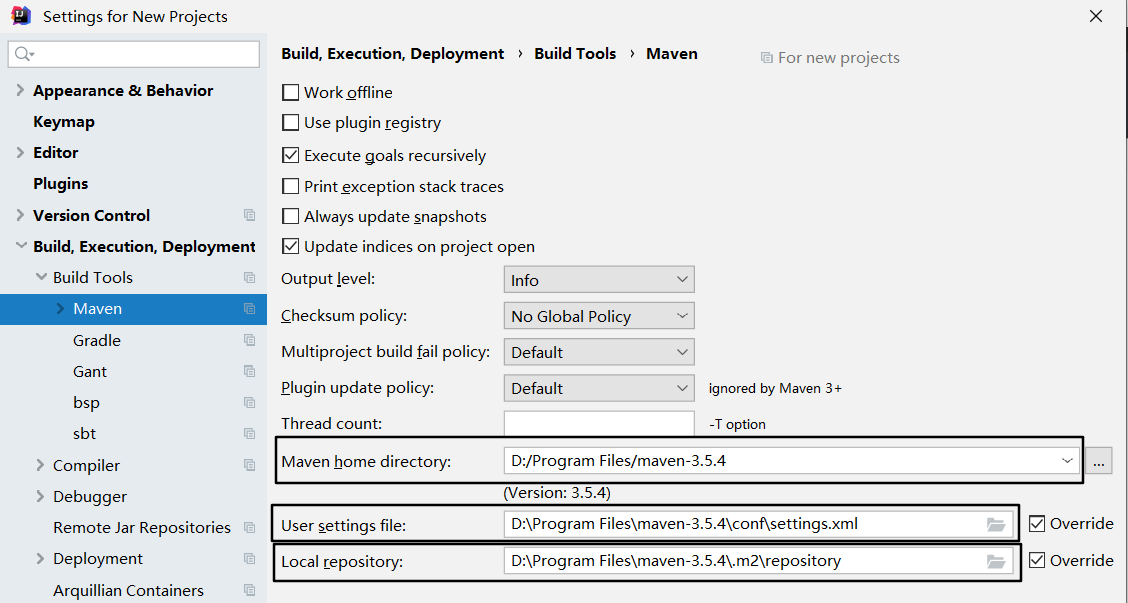 Settings for New Projects
Appearance & Behavior
Keymap
Editor
Plugins
Version Control
Build, Execution, Deployment
Build Tools
Maven
Gradle
Gant
bsp
sbt
Compiler
Debugger
Remote Jar Repositories
Deployment
Arquillian Containers
Build, Execution, Deployment › Build Tools › Maven For new projects
Work offline
Use plugin registry
Execute goals recursively
Print exception stack traces
Always update snapshots
Update indices on project open
Output level: Info
Checksum policy: No Global Policy
Multiproject build fail policy: Default
Plugin update policy: Default ignored by Maven 3+
Thread count: -T option
Maven home directory: D:/Program Files/maven-3.5.4 ...
(Version: 3.5.4)
User settings file: D:\Program Files\maven-3.5.4\conf\settings.xml Override
Local repository: D:\Program Files\maven-3.5.4\.m2\repository Override